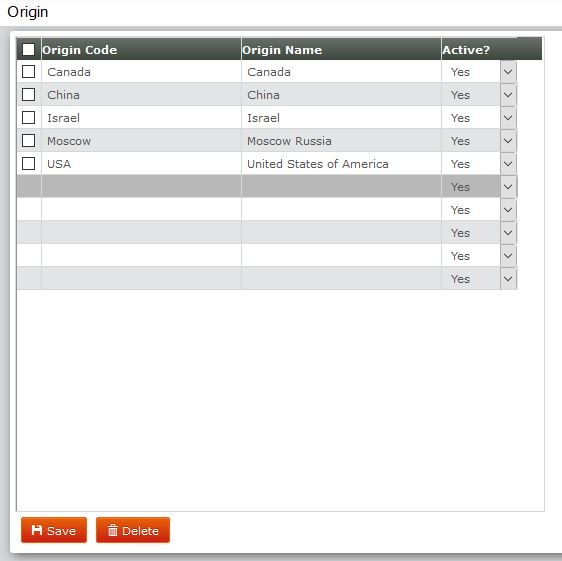 Origin
Origin Code Origin Name Active?
Canada Canada Yes
China China Yes
Israel Israel Yes
Moscow Moscow Russia Yes
USA United States of America Yes
Yes
Yes
Yes
Yes
Yes
Save Delete